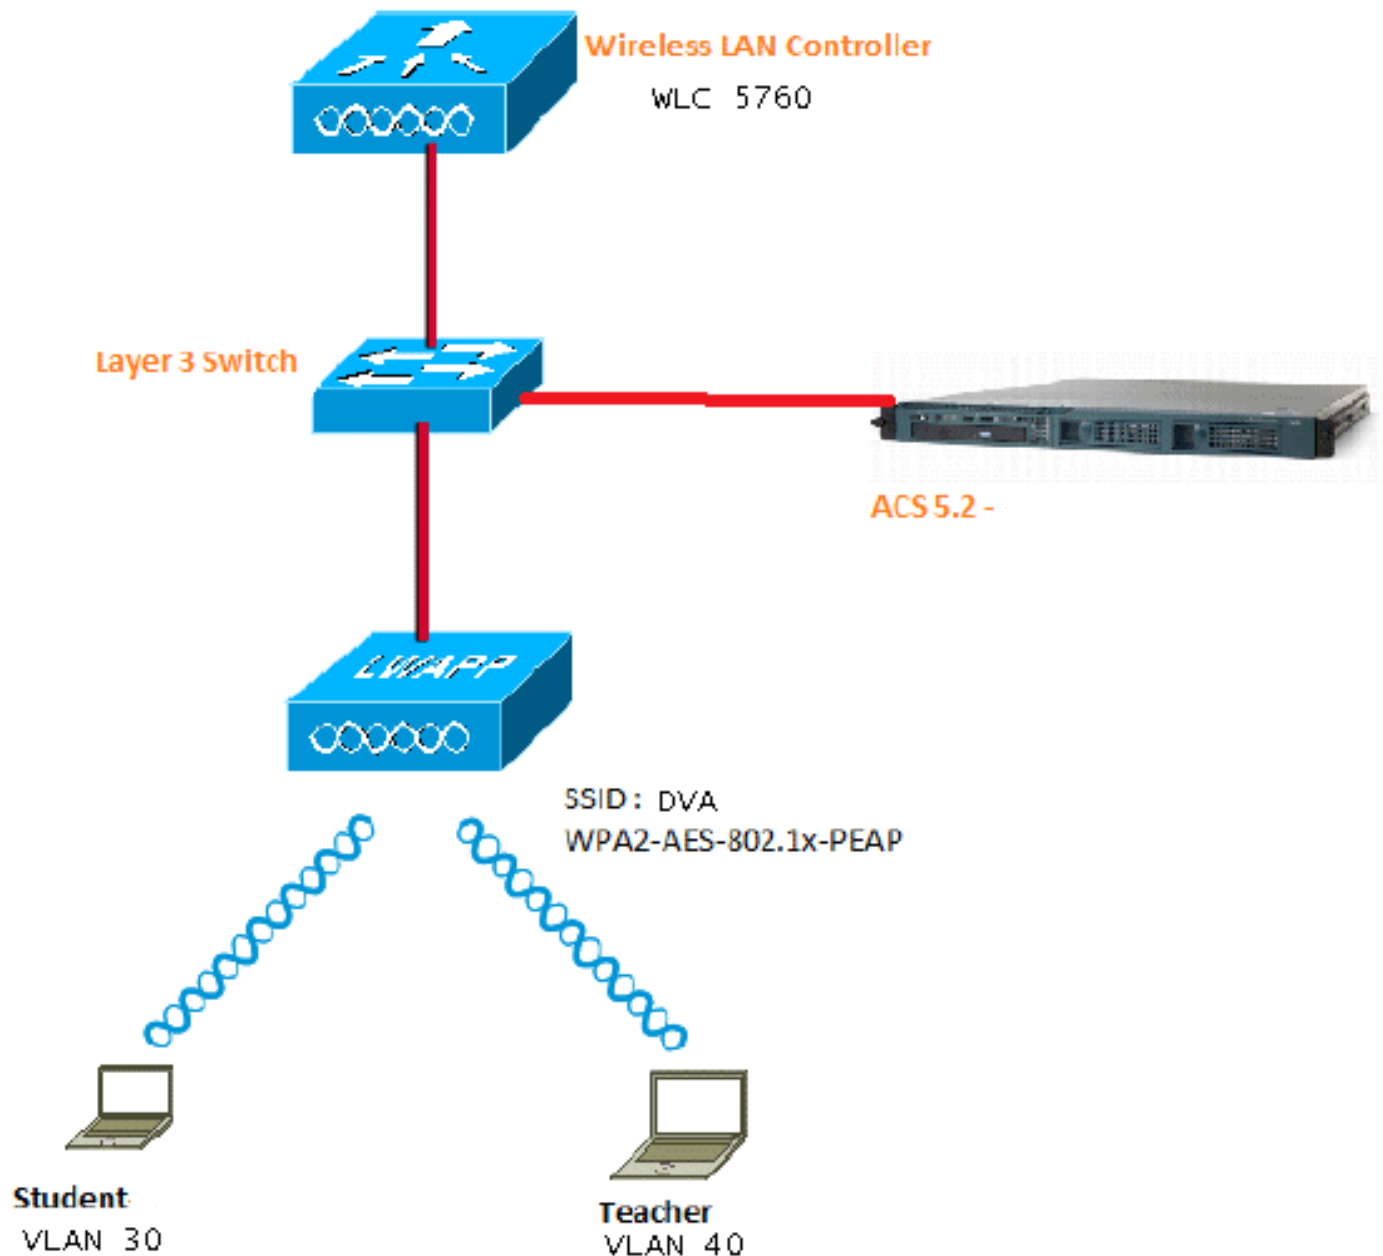 Wireless LAN Controller
WLC 5760
Layer 3 Switch
ACS 5.2 -
LWAPP
SSID : DVA
WPA2-AES-802.1x-PEAP
Student
VLAN 30
Teacher
VLAN 40